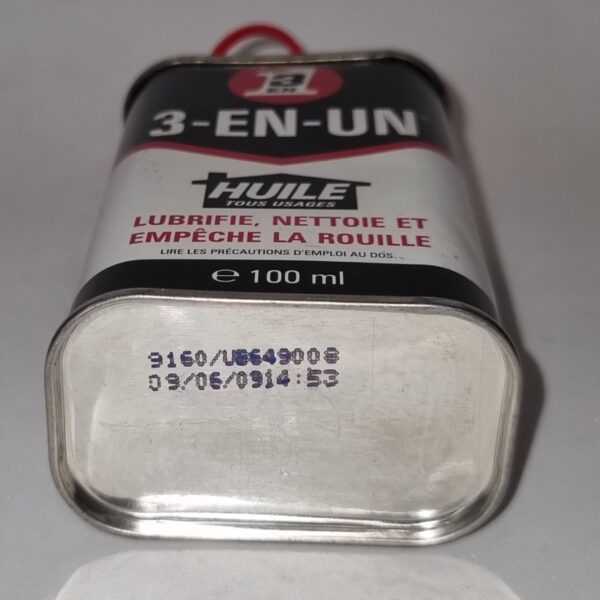 3
EN
1
3-EN-UN
HUILE
TOUS USAGES
LUBRIFIE, NETTOIE ET
EMPÊCHE LA ROUILLE
LIRE LES PRÉCAUTIONS D'EMPLOI AU DOS.
e 100 ml
9160/UB649008
09/06/0914:53